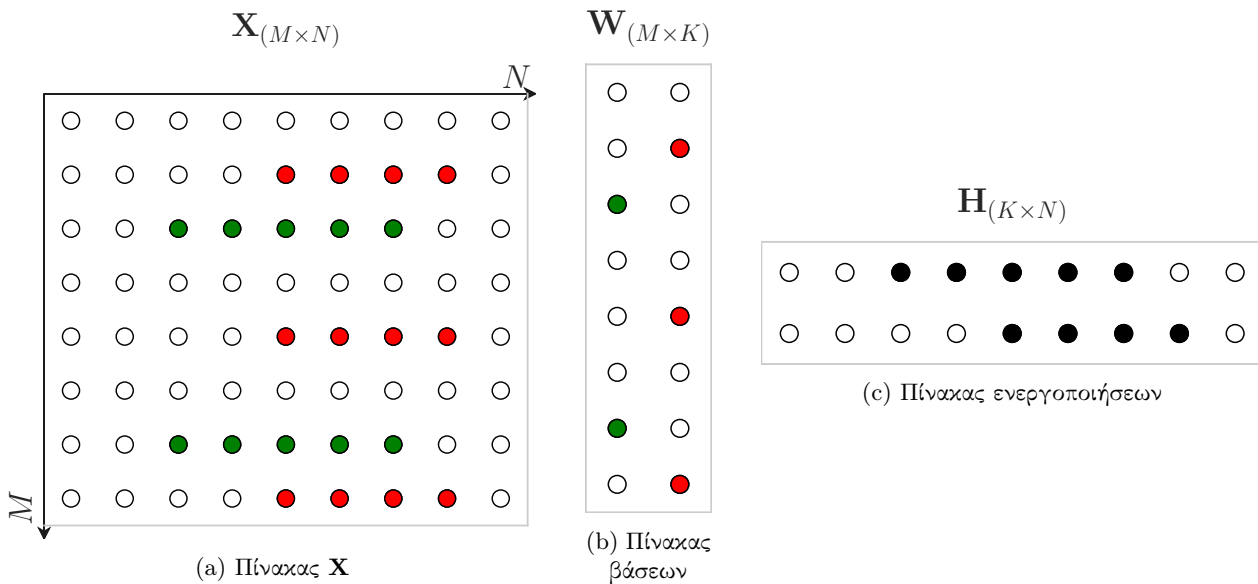 X(M×N)
N
M
(a) Πίνακας X
W(M×K)
(b) Πίνακας
βάσεων
H(K×N)
(c) Πίνακας ενεργοποιήσεων